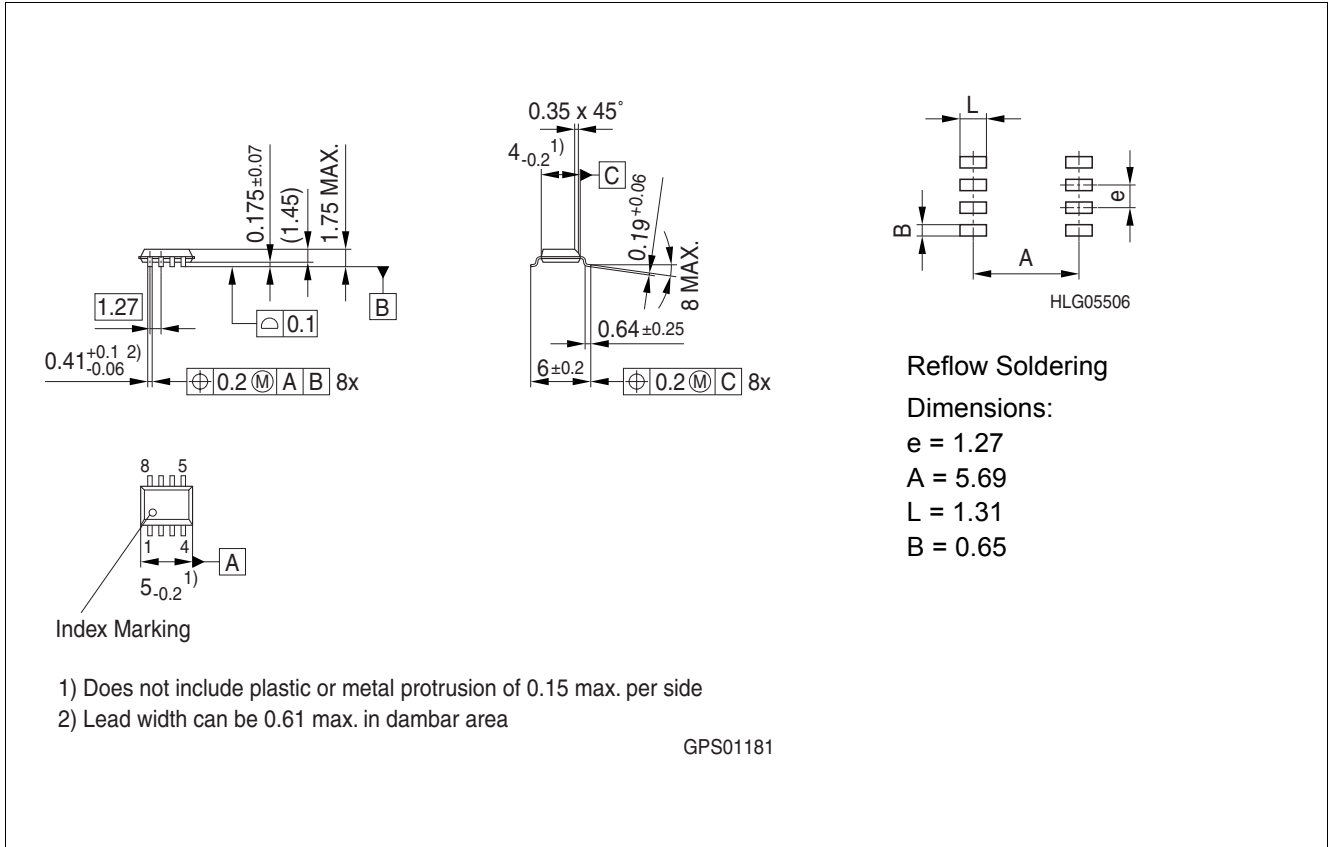 0.175±0.07
(1.45)
1.75 MAX.
1.27
B
0.1
0.41+0.1 2)
-0.06
0.2 M A B 8x
0.35 x 45°
4-0.2 1)
C
0.19+0.06
8 MAX.
0.64±0.25
6±0.2
0.2 M C 8x
L
B
e
A
HLG05506
Reflow Soldering
Dimensions:
e = 1.27
A = 5.69
L = 1.31
B = 0.65
8 5
1 4
A
5-0.2 1)
Index Marking
1) Does not include plastic or metal protrusion of 0.15 max. per side
2) Lead width can be 0.61 max. in dambar area
GPS01181